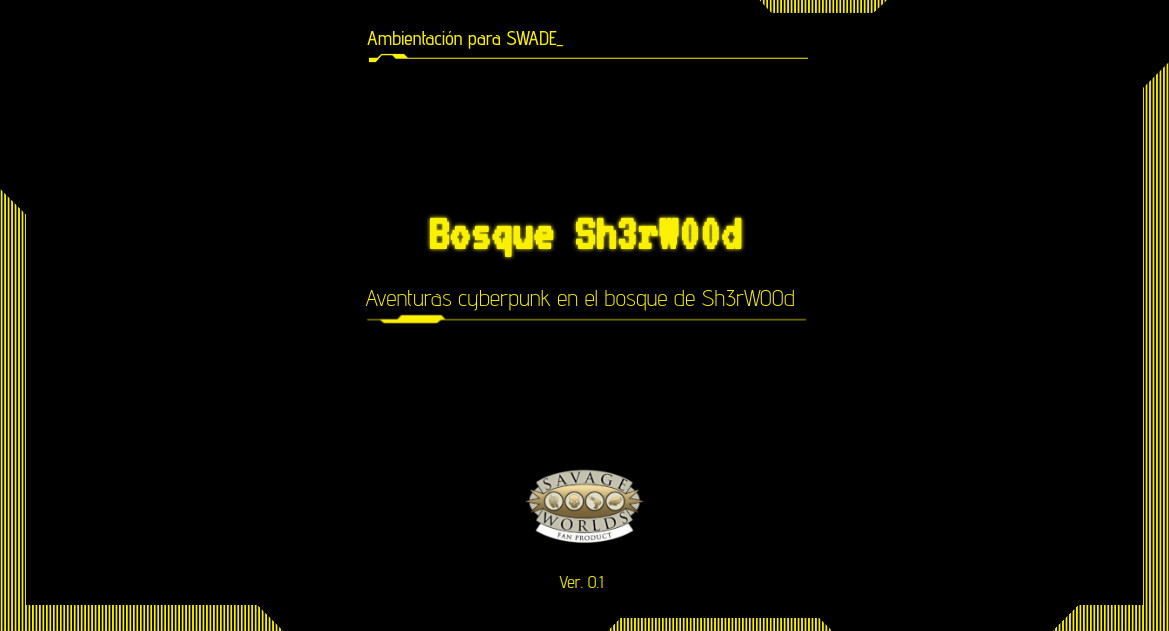 Ambientación para SWADE_
Bosque Sh3rW00d
Aventuras cyberpunk en el bosque de Sh3rW00d
SAVAGE
WORLDS
FAN PRODUCT
Ver. 0.1